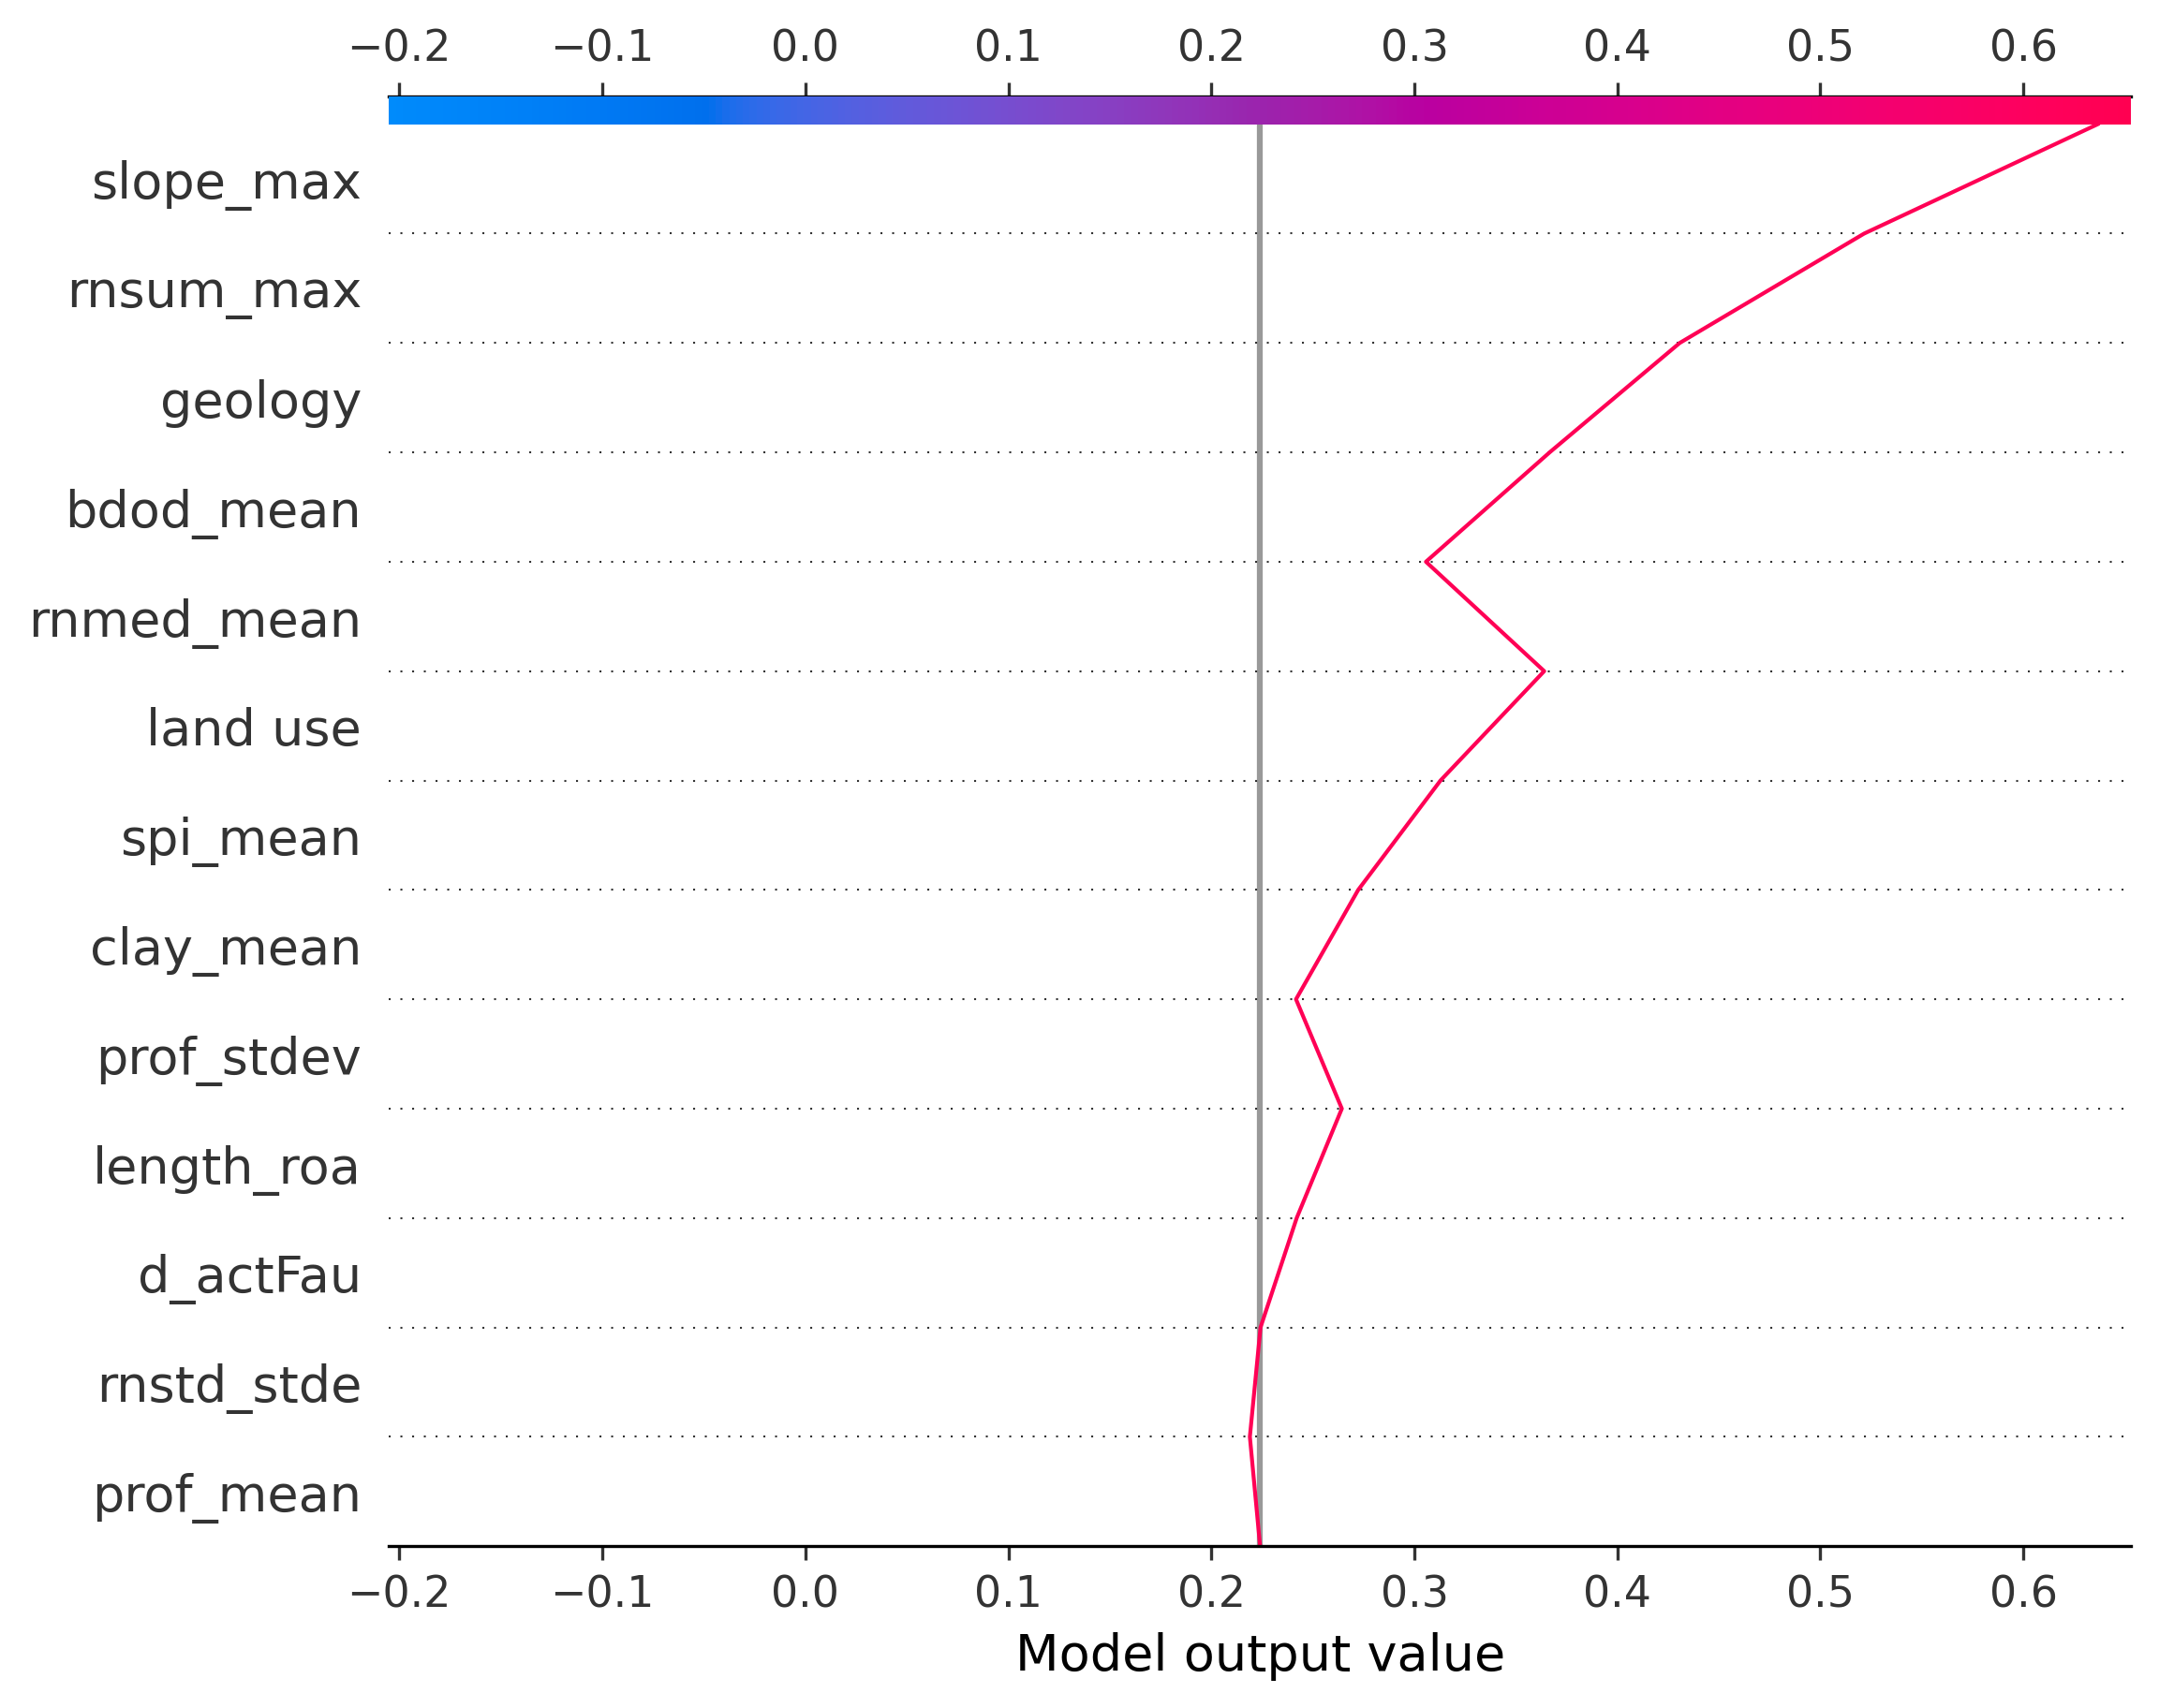 −0.2 −0.1 0.0 0.1 0.2 0.3 0.4 0.5 0.6
slope_max
rnsum_max
geology
bdod_mean
rnmed_mean
land use
spi_mean
clay_mean
prof_stdev
length_roa
d_actFau
rnstd_stde
prof_mean
−0.2 −0.1 0.0 0.1 0.2 0.3 0.4 0.5 0.6
Model output value